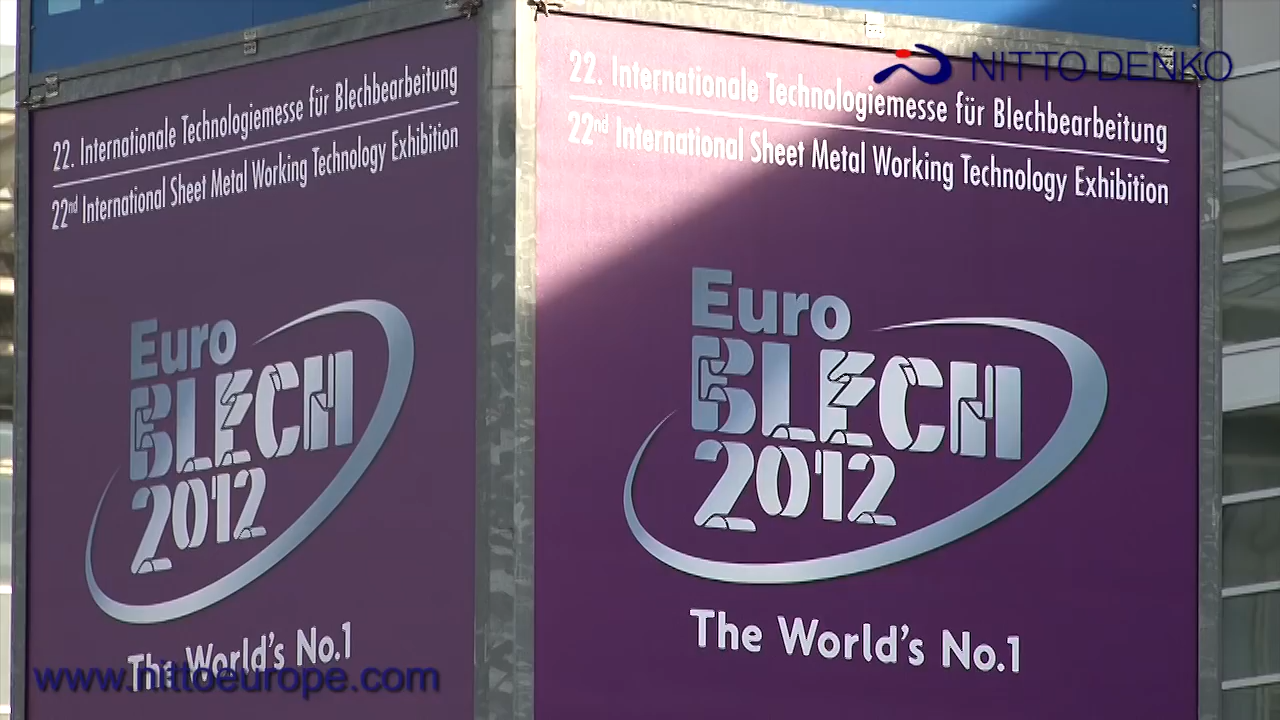 22. Internationale Technologiemesse für Blechbearbeitung
22nd International Sheet Metal Working Technology Exhibition
Euro
BLECH
2012
The World's No.1
22. Internationale Technologiemesse für Blechbearbeitung
22nd International Sheet Metal Working Technology Exhibition
Euro
BLECH
2012
The World's No.1
NITTO DENKO
www.nittoeurope.com